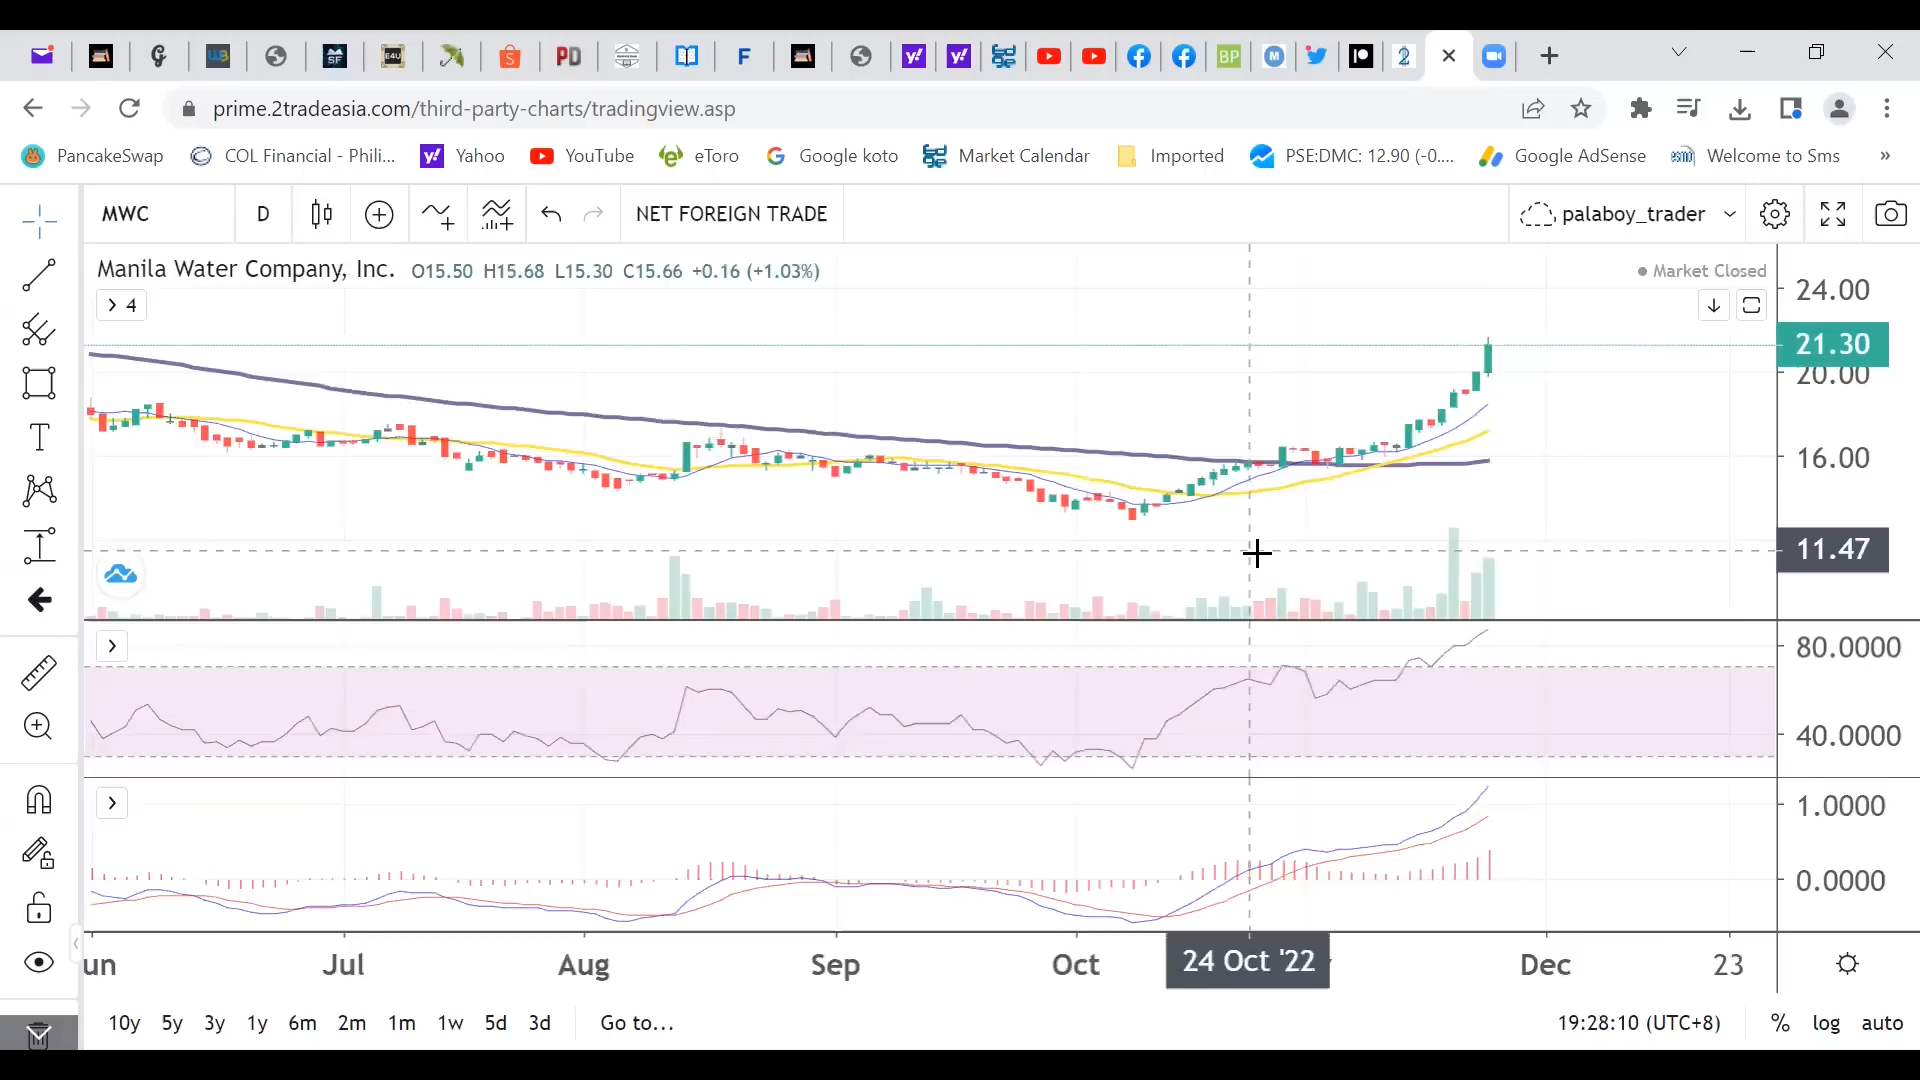 prime.2tradeasia.com/third-party-charts/tradingview.asp
PancakeSwap COL Financial - Phili... Yahoo YouTube eToro Google koto Market Calendar Imported PSE:DMC: 12.90 (-0.... Google AdSense Welcome to Sms »
MWC D NET FOREIGN TRADE palaboy_trader
Manila Water Company, Inc. O15.50 H15.68 L15.30 C15.66 +0.16 (+1.03%) Market Closed
4
24.00
21.30
20.00
16.00
11.47
80.0000
40.0000
1.0000
0.0000
un Jul Aug Sep Oct 24 Oct '22 Dec 23
10y 5y 3y 1y 6m 2m 1m 1w 5d 3d Go to... 19:28:10 (UTC+8) % log auto